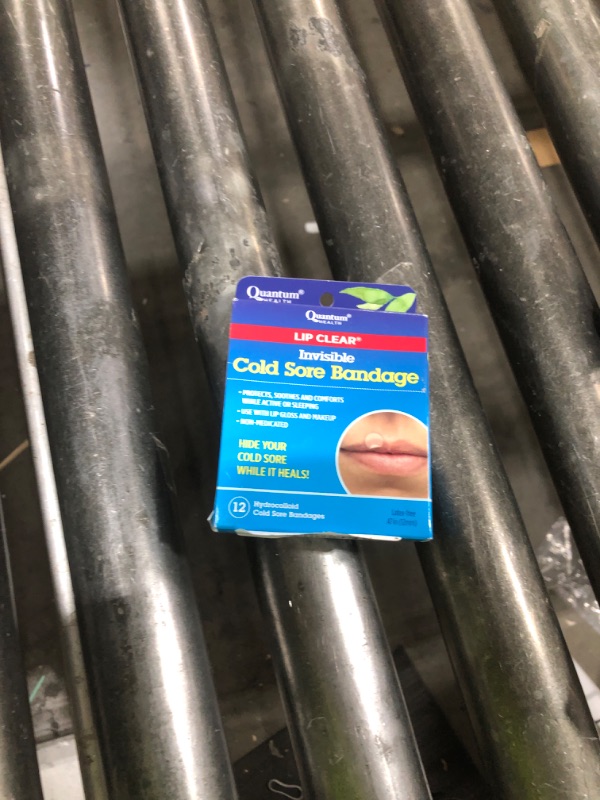 Quantum®
HEALTH
Quantum®
HEALTH
LIP CLEAR®
Invisible
Cold Sore Bandage
• PROTECTS, SOOTHES AND COMFORTS
WHILE ACTIVE OR SLEEPING
• USE WITH LIP GLOSS AND MAKEUP
• NON-MEDICATED
HIDE YOUR
COLD SORE
WHILE IT HEALS!
12 Hydrocolloid
Cold Sore Bandages
Latex Free